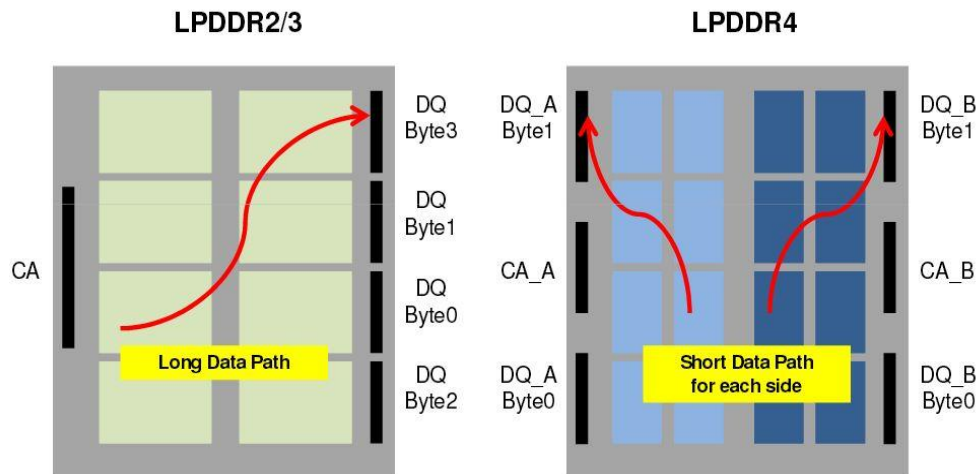 LPDDR2/3
CA
DQ
Byte3
DQ
Byte1
DQ
Byte0
DQ
Byte2
Long Data Path
LPDDR4
DQ_A
Byte1
CA_A
DQ_A
Byte0
DQ_B
Byte1
CA_B
DQ_B
Byte0
Short Data Path
for each side